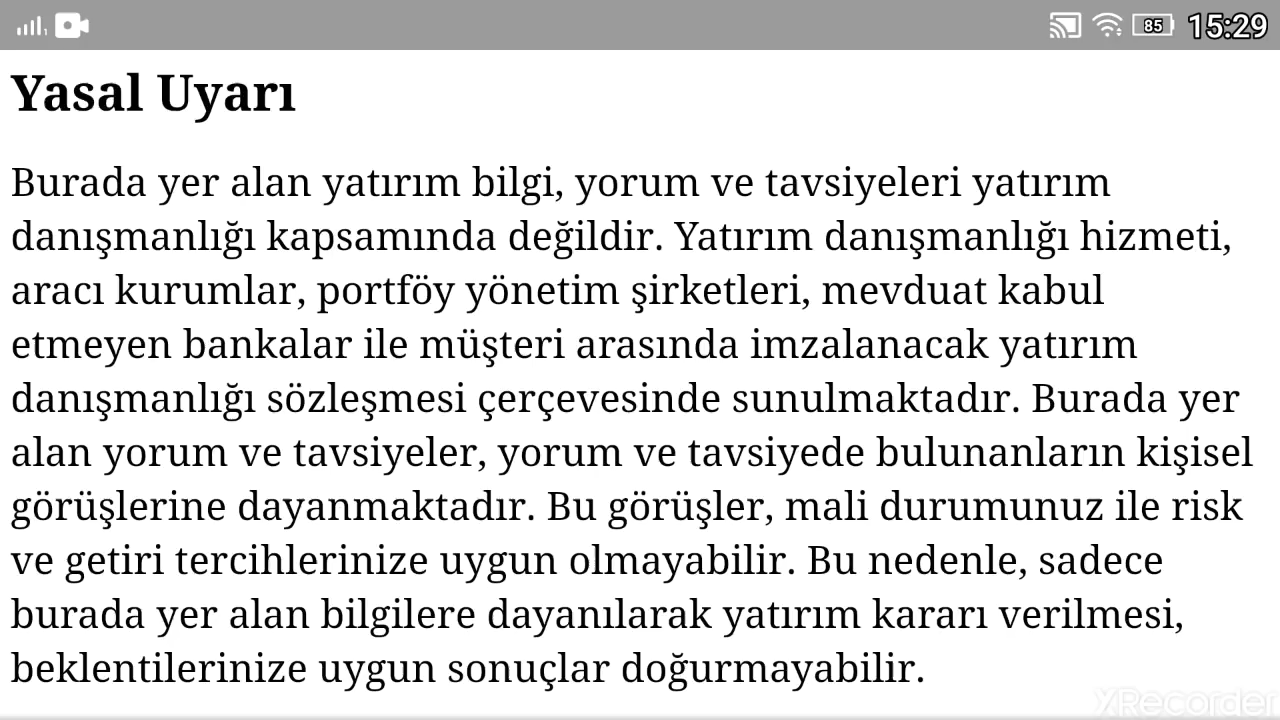 85 15:29
Yasal Uyarı
Burada yer alan yatırım bilgi, yorum ve tavsiyeleri yatırım
danışmanlığı kapsamında değildir. Yatırım danışmanlığı hizmeti,
aracı kurumlar, portföy yönetim şirketleri, mevduat kabul
etmeyen bankalar ile müşteri arasında imzalanacak yatırım
danışmanlığı sözleşmesi çerçevesinde sunulmaktadır. Burada yer
alan yorum ve tavsiyeler, yorum ve tavsiyede bulunanların kişisel
görüşlerine dayanmaktadır. Bu görüşler, mali durumunuz ile risk
ve getiri tercihlerinize uygun olmayabilir. Bu nedenle, sadece
burada yer alan bilgilere dayanılarak yatırım kararı verilmesi,
beklentilerinize uygun sonuçlar doğurmayabilir.
XRecorder